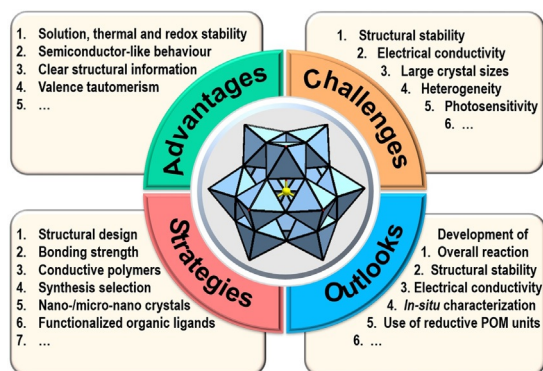 1. Solution, thermal and redox stability
2. Semiconductor-like behaviour
3. Clear structural information
4. Valence tautomerism
5. ...
Advantages
1. Structural stability
2. Electrical conductivity
3. Large crystal sizes
4. Heterogeneity
5. Photosensitivity
6. ...
Challenges
1. Structural design
2. Bonding strength
3. Conductive polymers
4. Synthesis selection
5. Nano-/micro-nano crystals
6. Functionalized organic ligands
7. ...
Strategies
Development of
1. Overall reaction
2. Structural stability
3. Electrical conductivity
4. In-situ characterization
5. Use of reductive POM units
6. ...
Outlooks